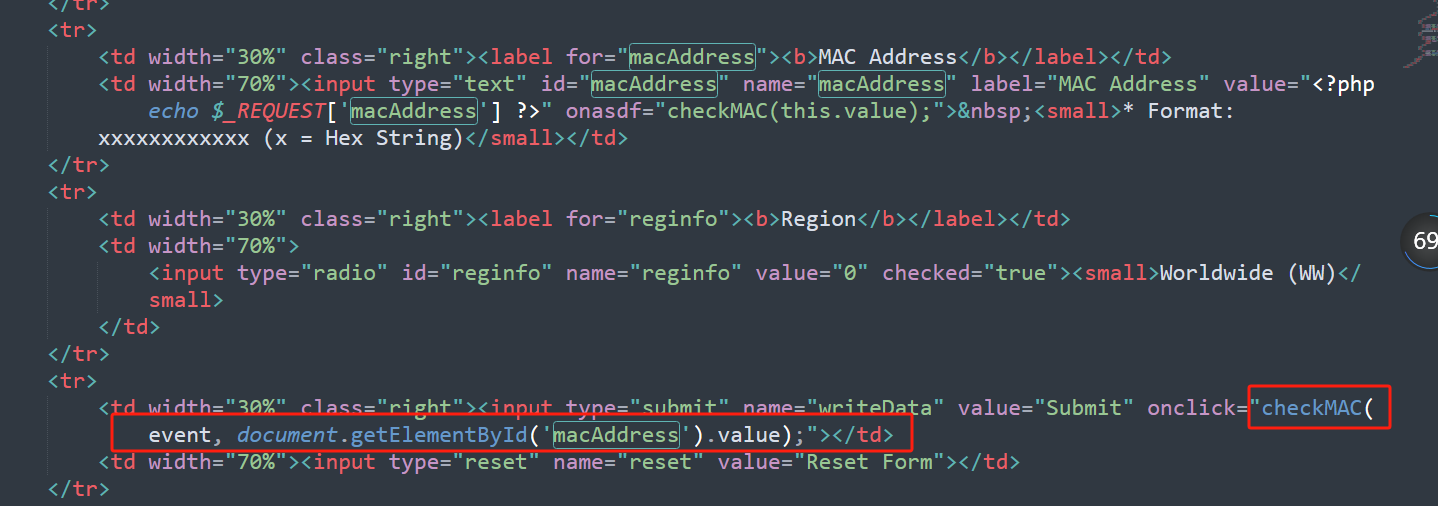 </tr>
<tr>
<td width="30%" class="right"><label for="macAddress"><b>MAC Address</b></label></td>
<td width="70%"><input type="text" id="macAddress" name="macAddress" label="MAC Address" value="<?php
echo $_REQUEST['macAddress'] ?>" onasdf="checkMAC(this.value);">&nbsp;<small>* Format:
xxxxxxxxxxxx (x = Hex String)</small></td>
</tr>
<tr>
<td width="30%" class="right"><label for="reginfo"><b>Region</b></label></td>
<td width="70%">
<input type="radio" id="reginfo" name="reginfo" value="0" checked="true"><small>Worldwide (WW)</
small>
</td>
</tr>
<tr>
<td width="30%" class="right"><input type="submit" name="writeData" value="Submit" onclick="checkMAC(
event, document.getElementById('macAddress').value);"></td>
<td width="70%"><input type="reset" name="reset" value="Reset Form"></td>
</tr>
69